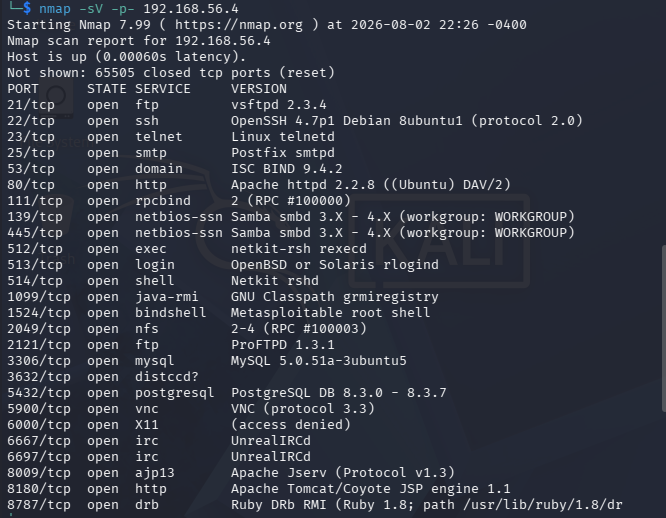 └─$ nmap -sV -p- 192.168.56.4
Starting Nmap 7.99 ( https://nmap.org ) at 2026-08-02 22:26 -0400
Nmap scan report for 192.168.56.4
Host is up (0.00060s latency).
Not shown: 65505 closed tcp ports (reset)
PORT     STATE SERVICE     VERSION
21/tcp   open  ftp         vsftpd 2.3.4
22/tcp   open  ssh         OpenSSH 4.7p1 Debian 8ubuntu1 (protocol 2.0)
23/tcp   open  telnet      Linux telnetd
25/tcp   open  smtp        Postfix smtpd
53/tcp   open  domain      ISC BIND 9.4.2
80/tcp   open  http        Apache httpd 2.2.8 ((Ubuntu) DAV/2)
111/tcp  open  rpcbind     2 (RPC #100000)
139/tcp  open  netbios-ssn Samba smbd 3.X - 4.X (workgroup: WORKGROUP)
445/tcp  open  netbios-ssn Samba smbd 3.X - 4.X (workgroup: WORKGROUP)
512/tcp  open  exec        netkit-rsh rexecd
513/tcp  open  login       OpenBSD or Solaris rlogind
514/tcp  open  shell       Netkit rshd
1099/tcp open  java-rmi    GNU Classpath grmiregistry
1524/tcp open  bindshell   Metasploitable root shell
2049/tcp open  nfs         2-4 (RPC #100003)
2121/tcp open  ftp         ProFTPD 1.3.1
3306/tcp open  mysql       MySQL 5.0.51a-3ubuntu5
3632/tcp open  distccd?
5432/tcp open  postgresql  PostgreSQL DB 8.3.0 - 8.3.7
5900/tcp open  vnc         VNC (protocol 3.3)
6000/tcp open  X11         (access denied)
6667/tcp open  irc         UnrealIRCd
6697/tcp open  irc         UnrealIRCd
8009/tcp open  ajp13       Apache Jserv (Protocol v1.3)
8180/tcp open  http        Apache Tomcat/Coyote JSP engine 1.1
8787/tcp open  drb         Ruby DRb RMI (Ruby 1.8; path /usr/lib/ruby/1.8/dr
KALI